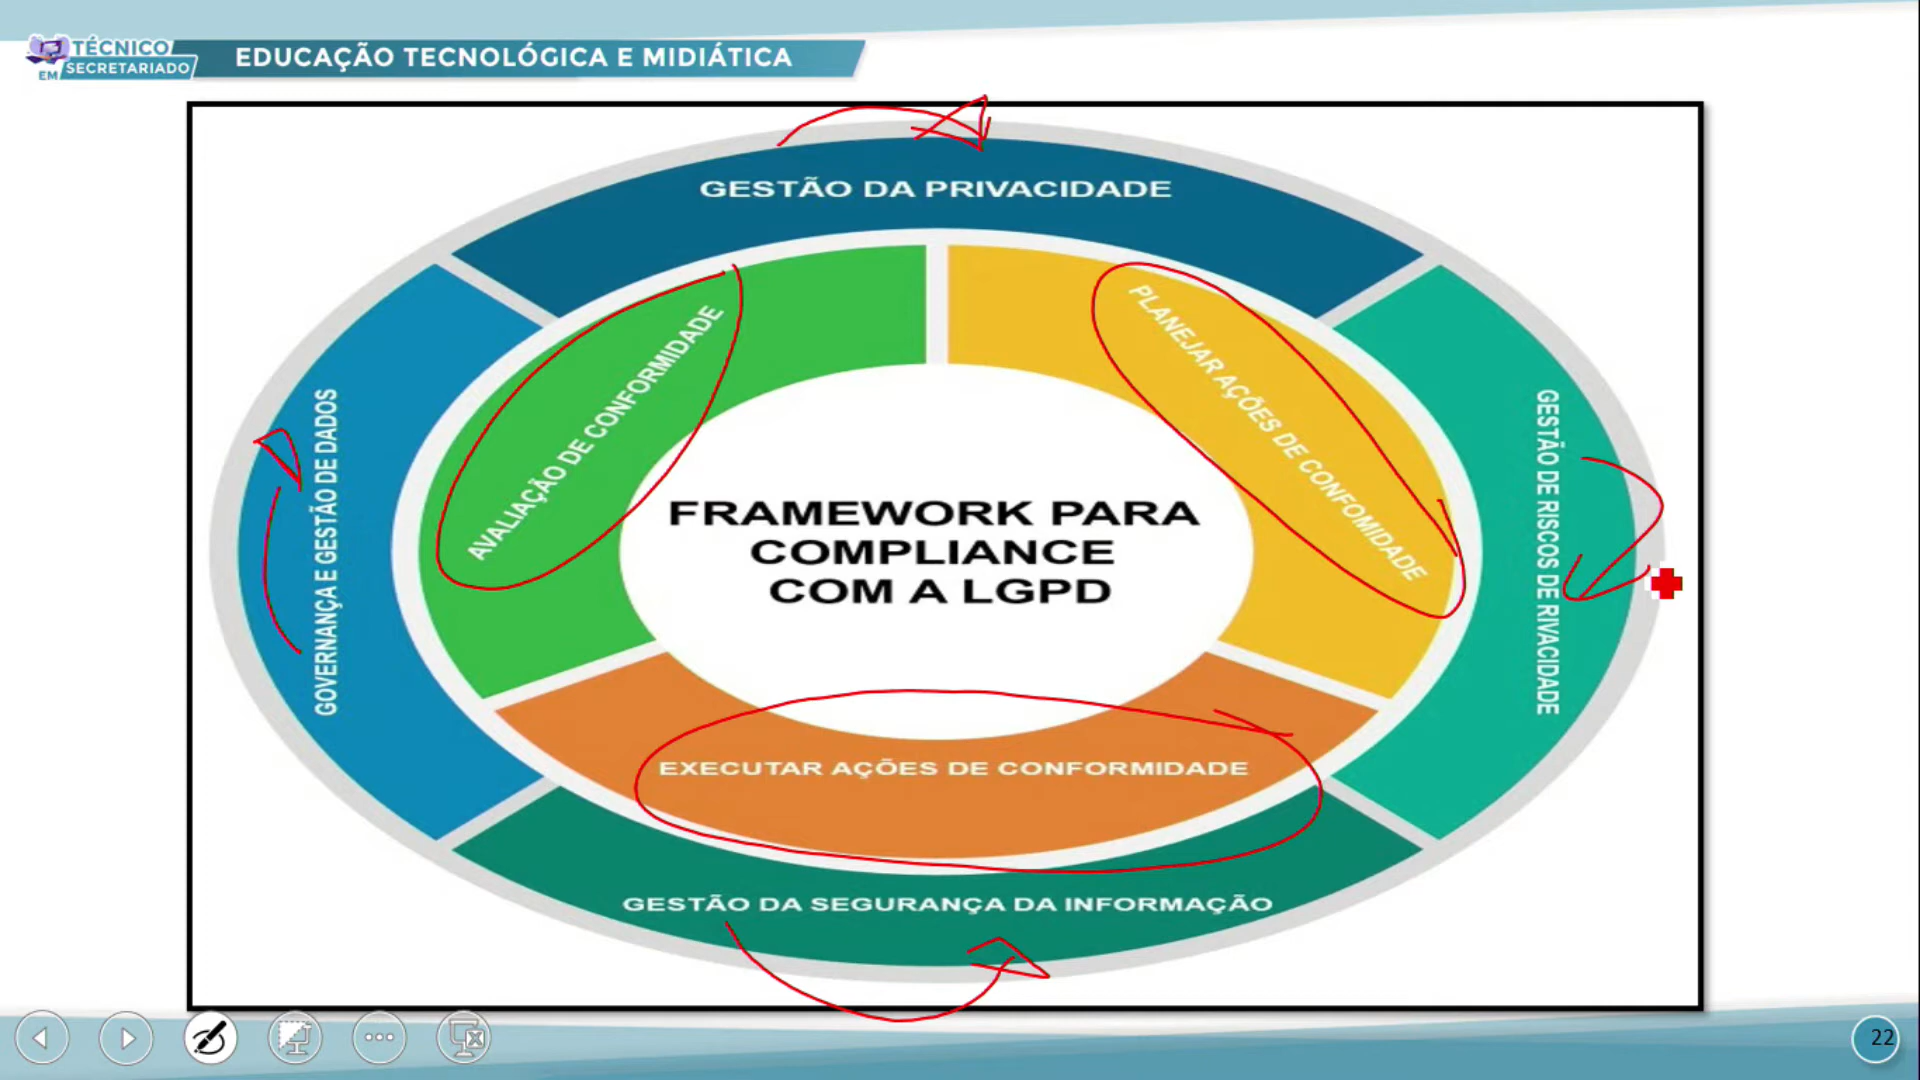 TÉCNICO
EM SECRETARIADO
EDUCAÇÃO TECNOLÓGICA E MIDIÁTICA
GESTÃO DA PRIVACIDADE
AVALIAÇÃO DE CONFORMIDADE
PLANEJAR AÇÕES DE CONFOMIDADE
GOVERNANÇA E GESTÃO DE DADOS
GESTÃO DE RISCOS DE RIVACIDADE
FRAMEWORK PARA
COMPLIANCE
COM A LGPD
EXECUTAR AÇÕES DE CONFORMIDADE
GESTÃO DA SEGURANÇA DA INFORMAÇÃO
22